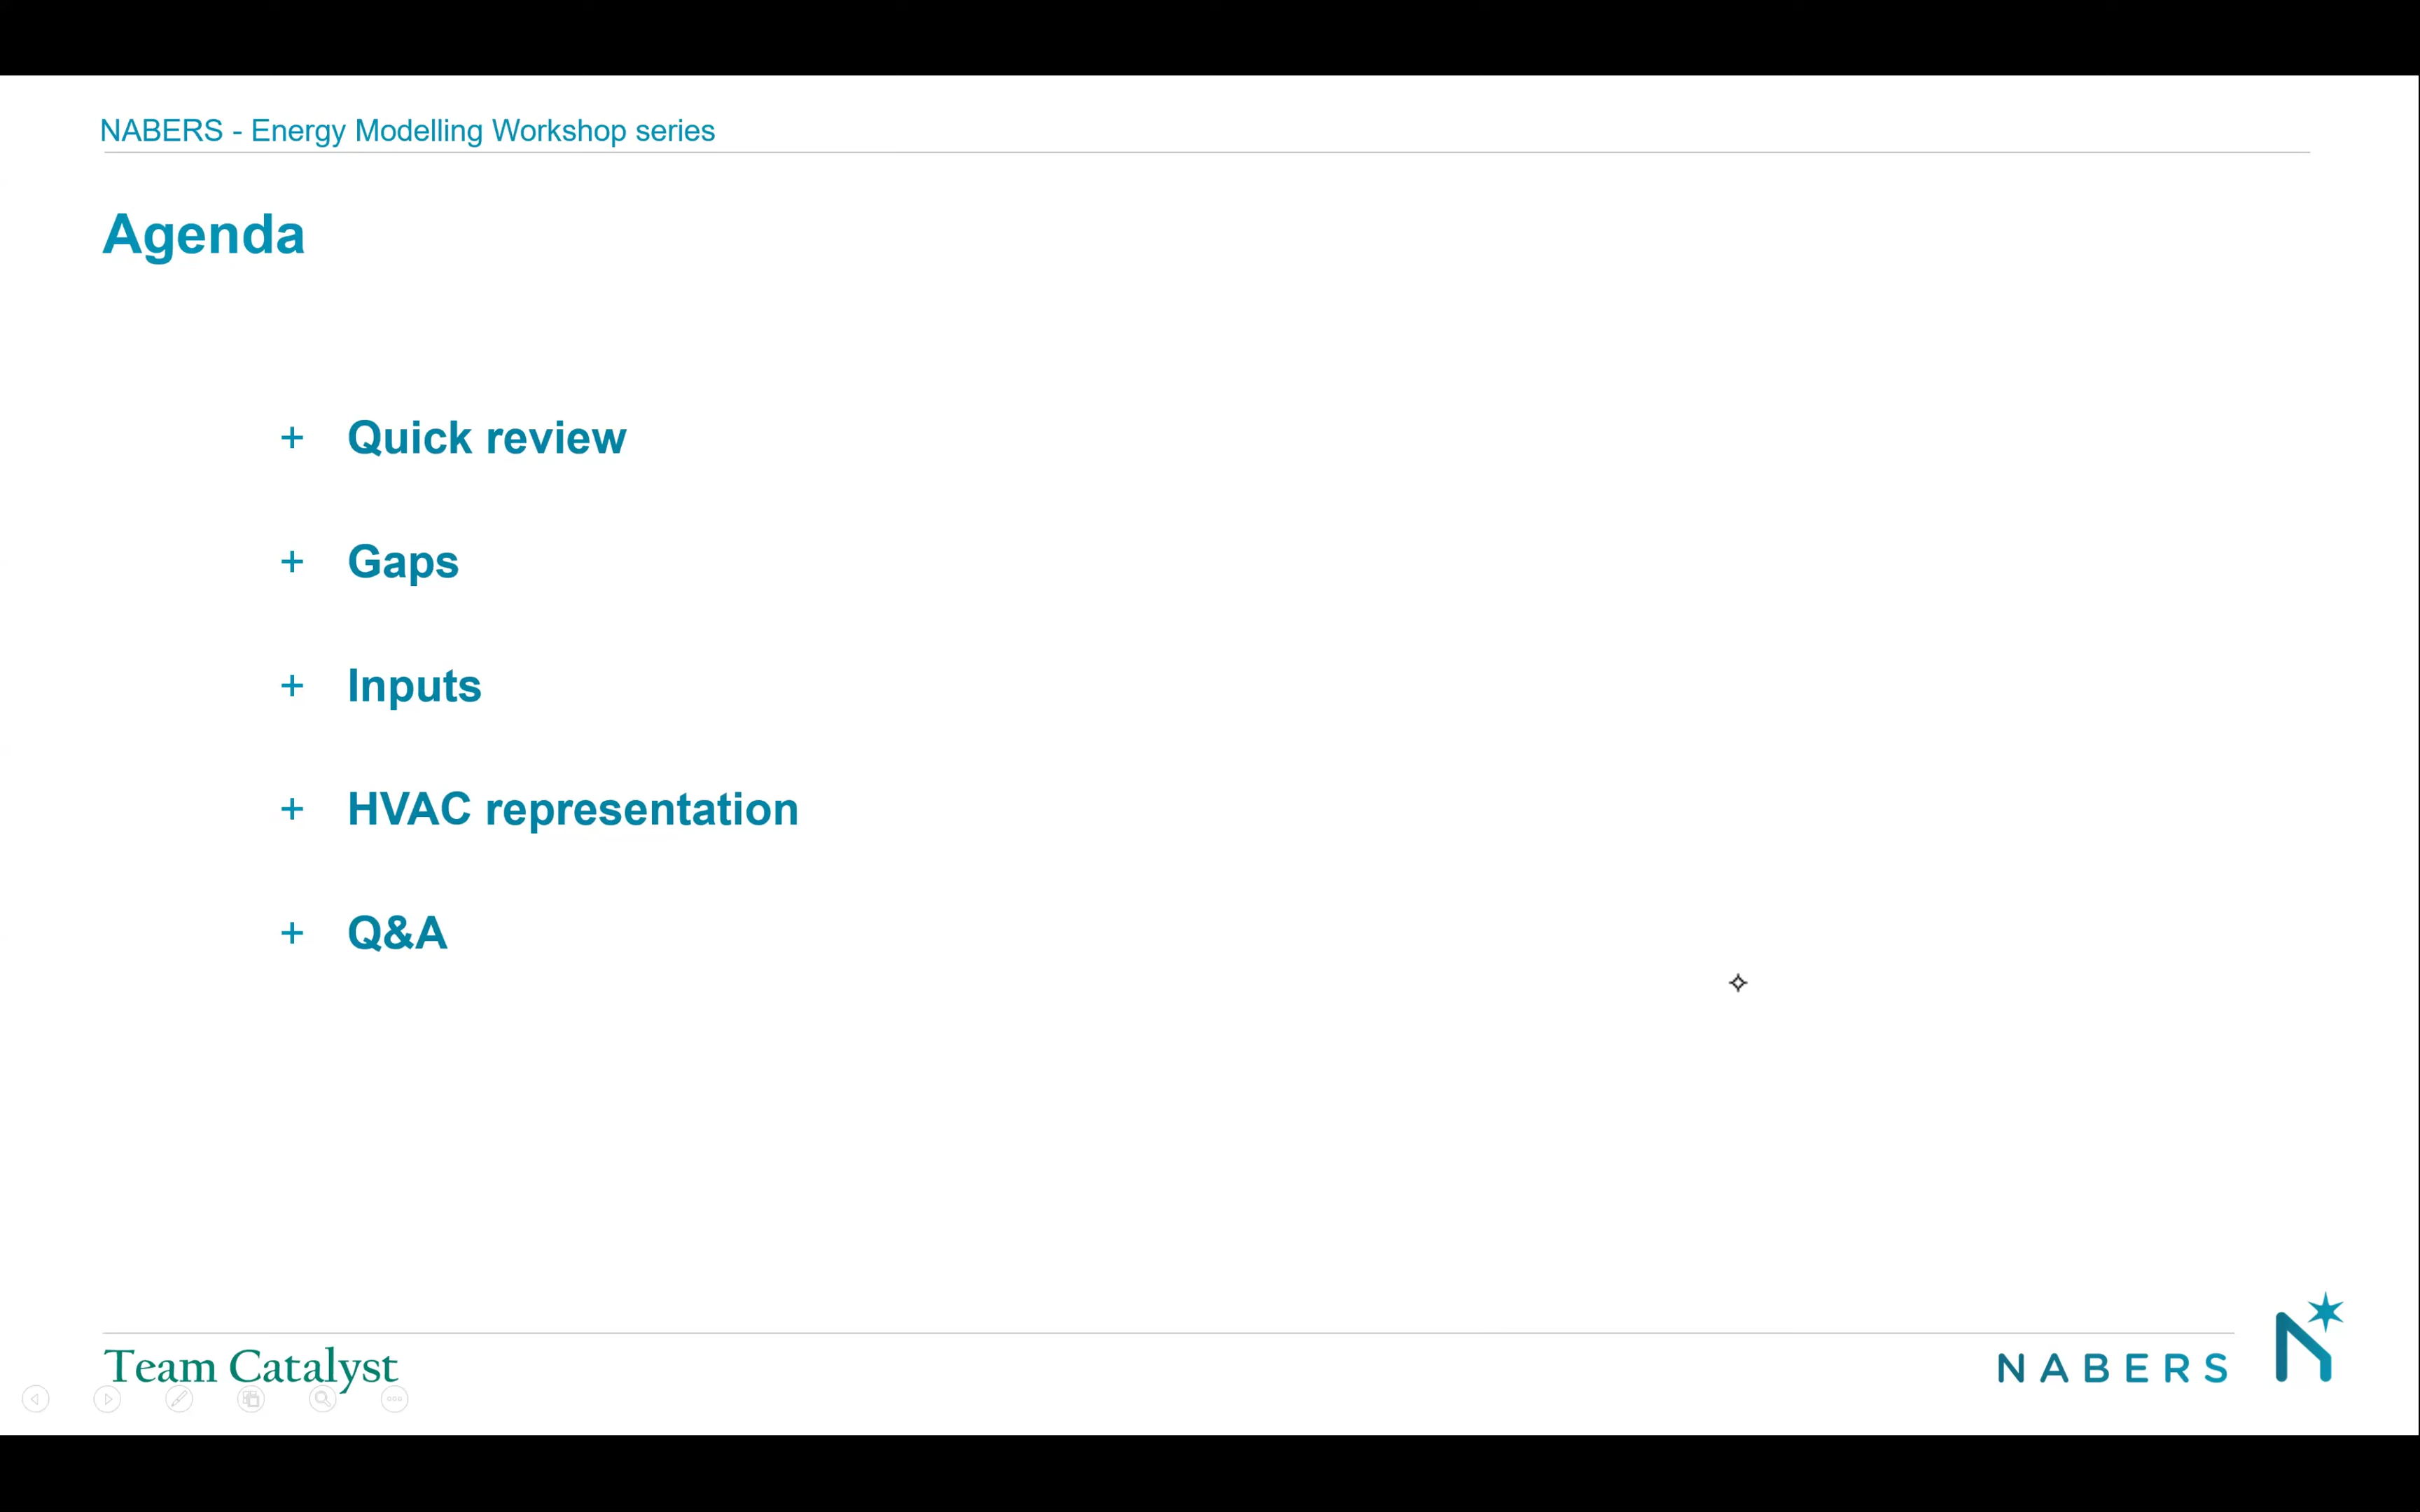 NABERS - Energy Modelling Workshop series
Agenda
+ Quick review
+ Gaps
+ Inputs
+ HVAC representation
+ Q&A
Team Catalyst
NABERS